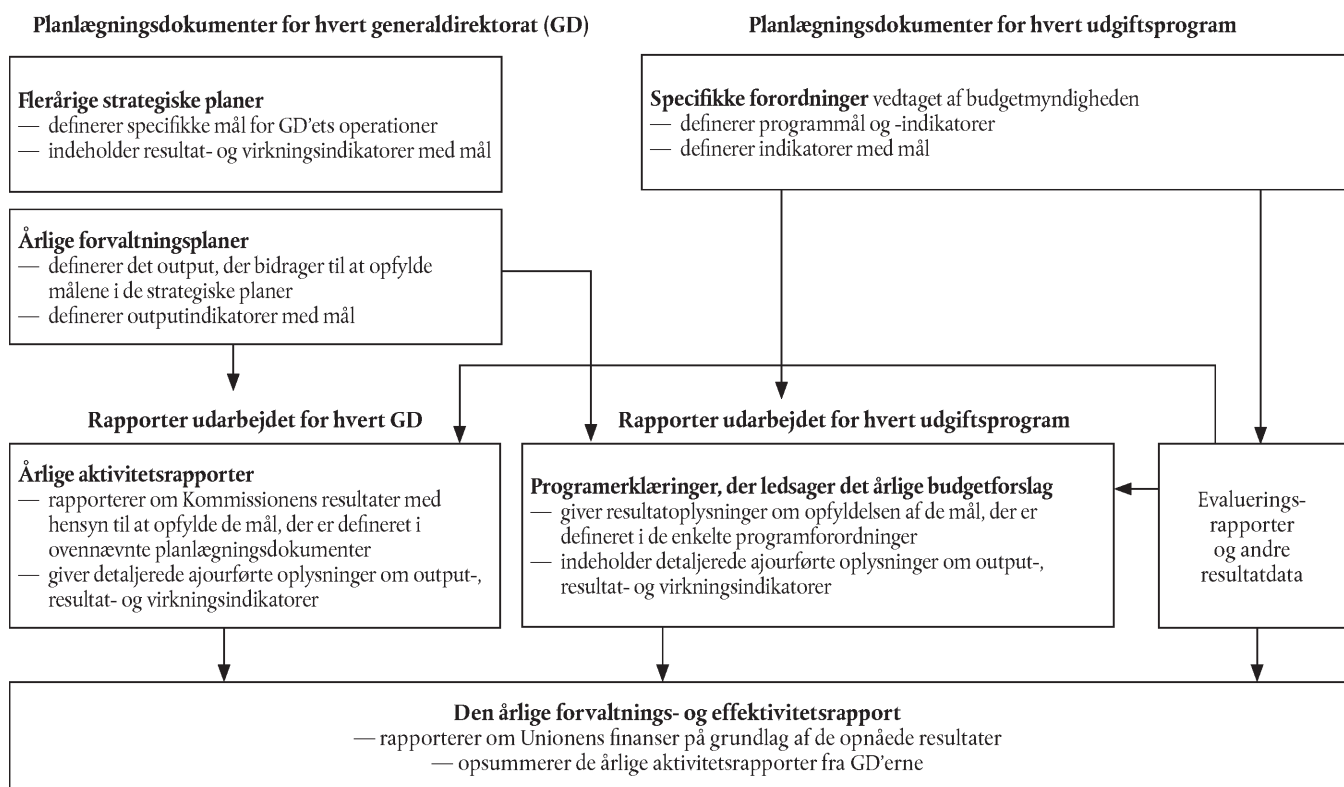 Planlægningsdokumenter for hvert generaldirektorat (GD)
Flerårige strategiske planer
— definerer specifikke mål for GD'ets operationer
— indeholder resultat- og virkningsindikatorer med mål
Årlige forvaltningsplaner
— definerer det output, der bidrager til at opfylde
målene i de strategiske planer
— definerer outputindikatorer med mål
Planlægningsdokumenter for hvert udgiftsprogram
Specifikke forordninger vedtaget af budgetmyndigheden
— definerer programmål og -indikatorer
— definerer indikatorer med mål
Rapporter udarbejdet for hvert GD
Årlige aktivitetsrapporter
— rapporterer om Kommissionens resultater med
hensyn til at opfylde de mål, der er defineret i
ovennævnte planlægningsdokumenter
— giver detaljerede ajourførte oplysninger om output-,
resultat- og virkningsindikatorer
Rapporter udarbejdet for hvert udgiftsprogram
Programerklæringer, der ledsager det årlige budgetforslag
— giver resultatoplysninger om opfyldelsen af de mål, der er
defineret i de enkelte programforordninger
— indeholder detaljerede ajourførte oplysninger om output-,
resultat- og virkningsindikatorer
Evaluerings-
rapporter
og andre
resultatdata
Den årlige forvaltnings- og effektivitetsrapport
— rapporterer om Unionens finanser på grundlag af de opnåede resultater
— opsummerer de årlige aktivitetsrapporter fra GD'erne